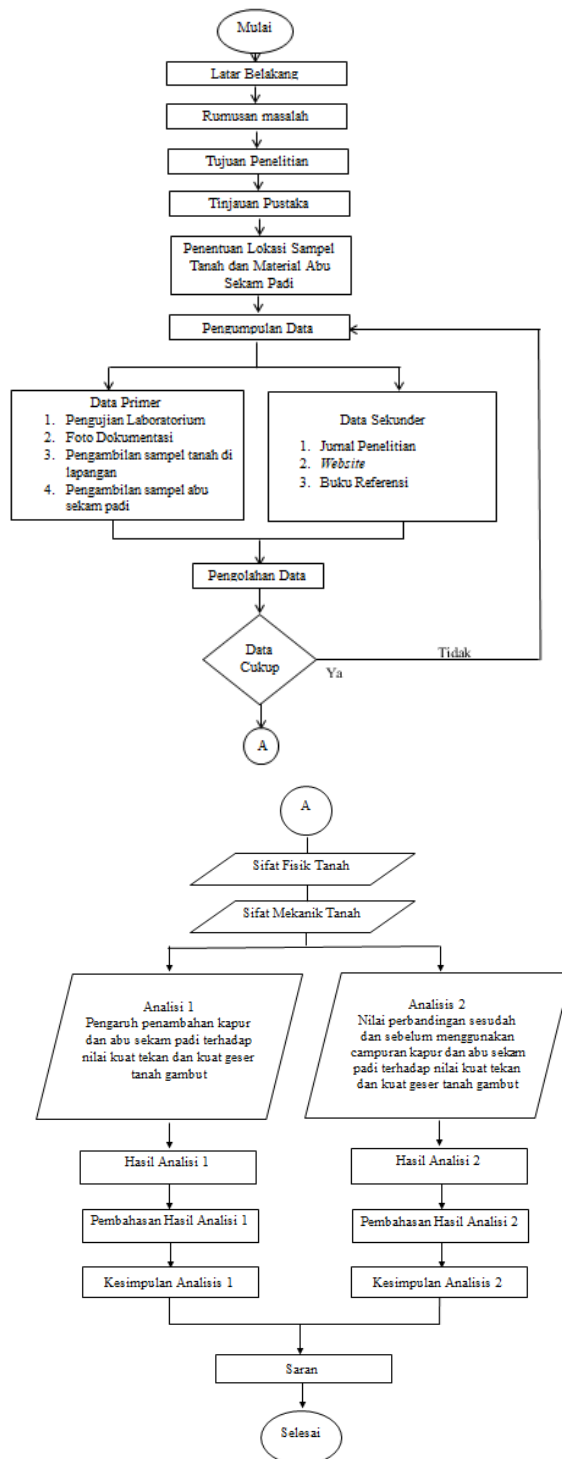 Mulai
Latar Belakang
Rumusan masalah
Tujuan Penelitian
Tinjauan Pustaka
Penentuan Lokasi Sampel
Tanah dan Material Abu
Sekam Padi
Pengumpulan Data
Data Primer
1. Pengujian Laboratorium
2. Foto Dokumentasi
3. Pengambilan sampel tanah di
lapangan
4. Pengambilan sampel abu
sekam padi
Data Sekunder
1. Jurnal Penelitian
2. Website
3. Buku Referensi
Pengolahan Data
Data
Cukup
Tidak
Ya
A
A
Sifat Fisik Tanah
Sifat Mekanik Tanah
Analisi 1
Pengaruh penambahan kapur
dan abu sekam padi terhadap
nilai kuat tekan dan kuat geser
tanah gambut
Analisis 2
Nilai perbandingan sesudah
dan sebelum menggunakan
campuran kapur dan abu sekam
padi terhadap nilai kuat tekan
dan kuat geser tanah gambut
Hasil Analisi 1
Hasil Analisi 2
Pembahasan Hasil Analisi 1
Pembahasan Hasil Analisi 2
Kesimpulan Analisis 1
Kesimpulan Analisis 2
Saran
Selesai